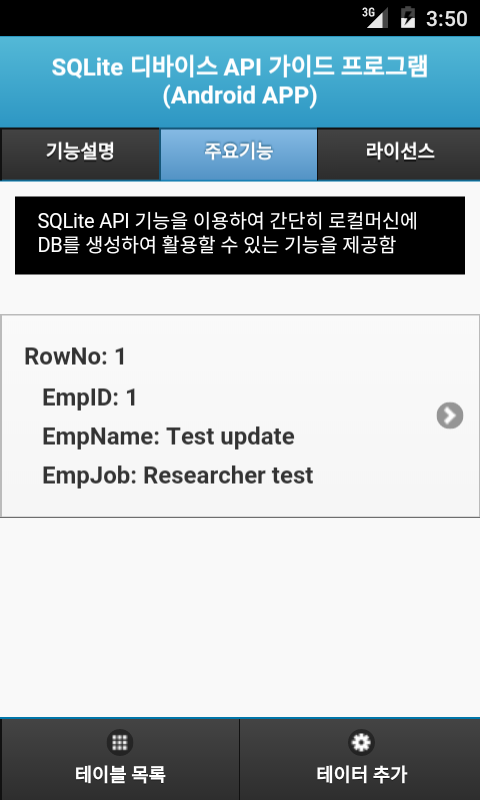 3G 3:50
SQLite 디바이스 API 가이드 프로그램
(Android APP)
기능설명 주요기능 라이선스
SQLite API 기능을 이용하여 간단히 로컬머신에
DB를 생성하여 활용할 수 있는 기능을 제공함
RowNo: 1
EmpID: 1
EmpName: Test update
EmpJob: Researcher test
테이블 목록 테이터 추가